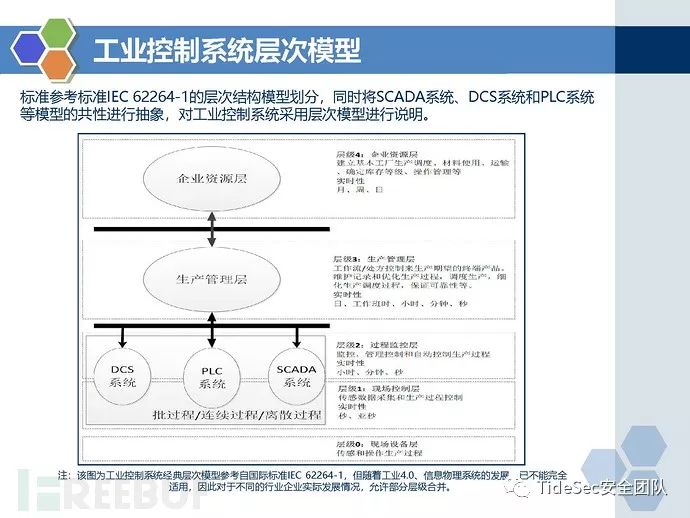 工业控制系统层次模型
标准参考标准IEC 62264-1的层次结构模型划分，同时将SCADA系统、DCS系统和PLC系统
等模型的共性进行抽象，对工业控制系统采用层次模型进行说明。
企业资源层
层级4：企业资源层
建立基本工厂生产调度、材料使用、运输
、确定库存等级、操作管理等
实时性
月、周、日
生产管理层
层级3：生产管理层
工作流/处方控制来生产期望的终端产品。
维护记录和优化生产过程，调度生产，细
化生产调度过程，保证可靠性等。
实时性
日、工作班时、小时、分钟、秒
DCS
系统
PLC
系统
SCADA
系统
层级2：过程监控层
监控、管理控制和自动控制生产过程
实时性
小时、分钟、秒
层级1：现场控制层
传感数据采集和生产过程控制
实时性
秒、亚秒
批过程/连续过程/离散过程
层级0：现场设备层
传感和操作生产过程
注：该图为工业控制系统经典层次模型参考自国际标准IEC 62264-1，但随着工业4.0、信息物理系统的发展，已不能完全
适用，因此对于不同的行业企业实际发展情况，允许部分层级合并。
FREEBUF
TideSec安全团队